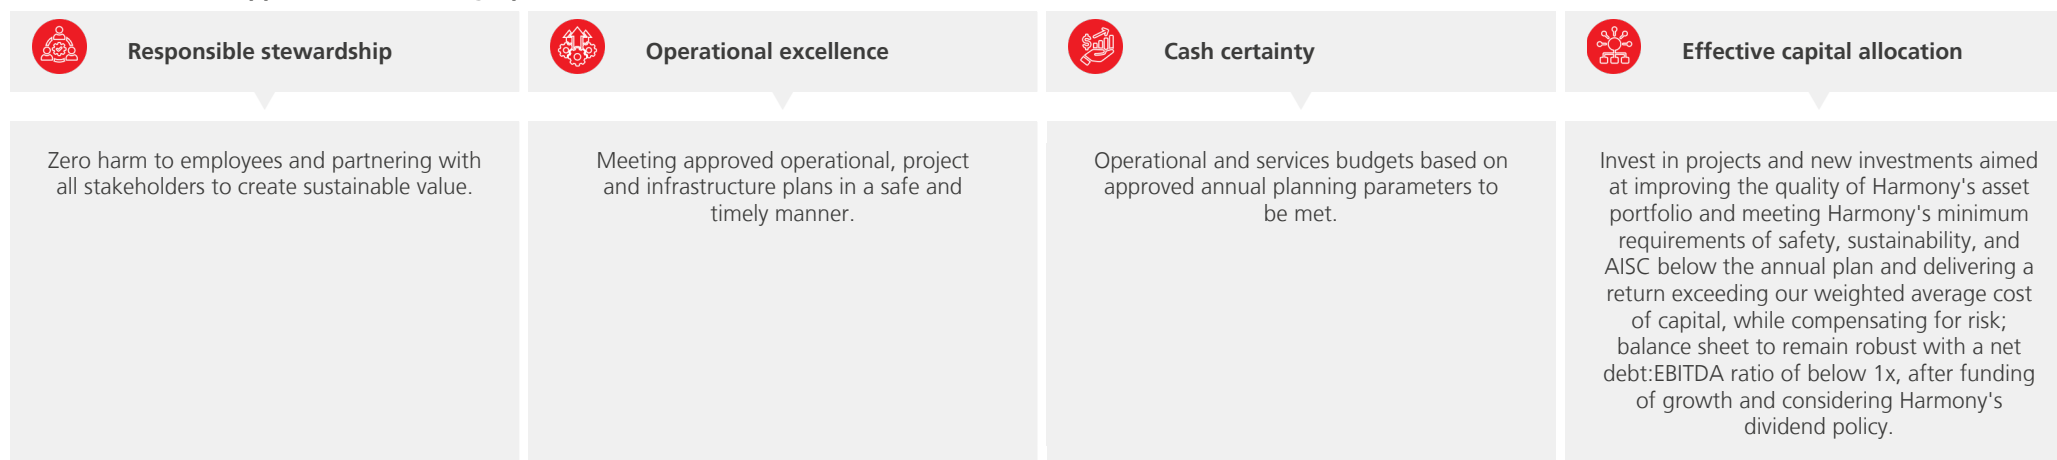 Responsible stewardship
Zero harm to employees and partnering with
all stakeholders to create sustainable value.
Operational excellence
Meeting approved operational, project
and infrastructure plans in a safe and
timely manner.
Cash certainty
Operational and services budgets based on
approved annual planning parameters to
be met.
Effective capital allocation
Invest in projects and new investments aimed
at improving the quality of Harmony's asset
portfolio and meeting Harmony's minimum
requirements of safety, sustainability, and
AISC below the annual plan and delivering a
return exceeding our weighted average cost
of capital, while compensating for risk;
balance sheet to remain robust with a net
debt:EBITDA ratio of below 1x, after funding
of growth and considering Harmony's
dividend policy.